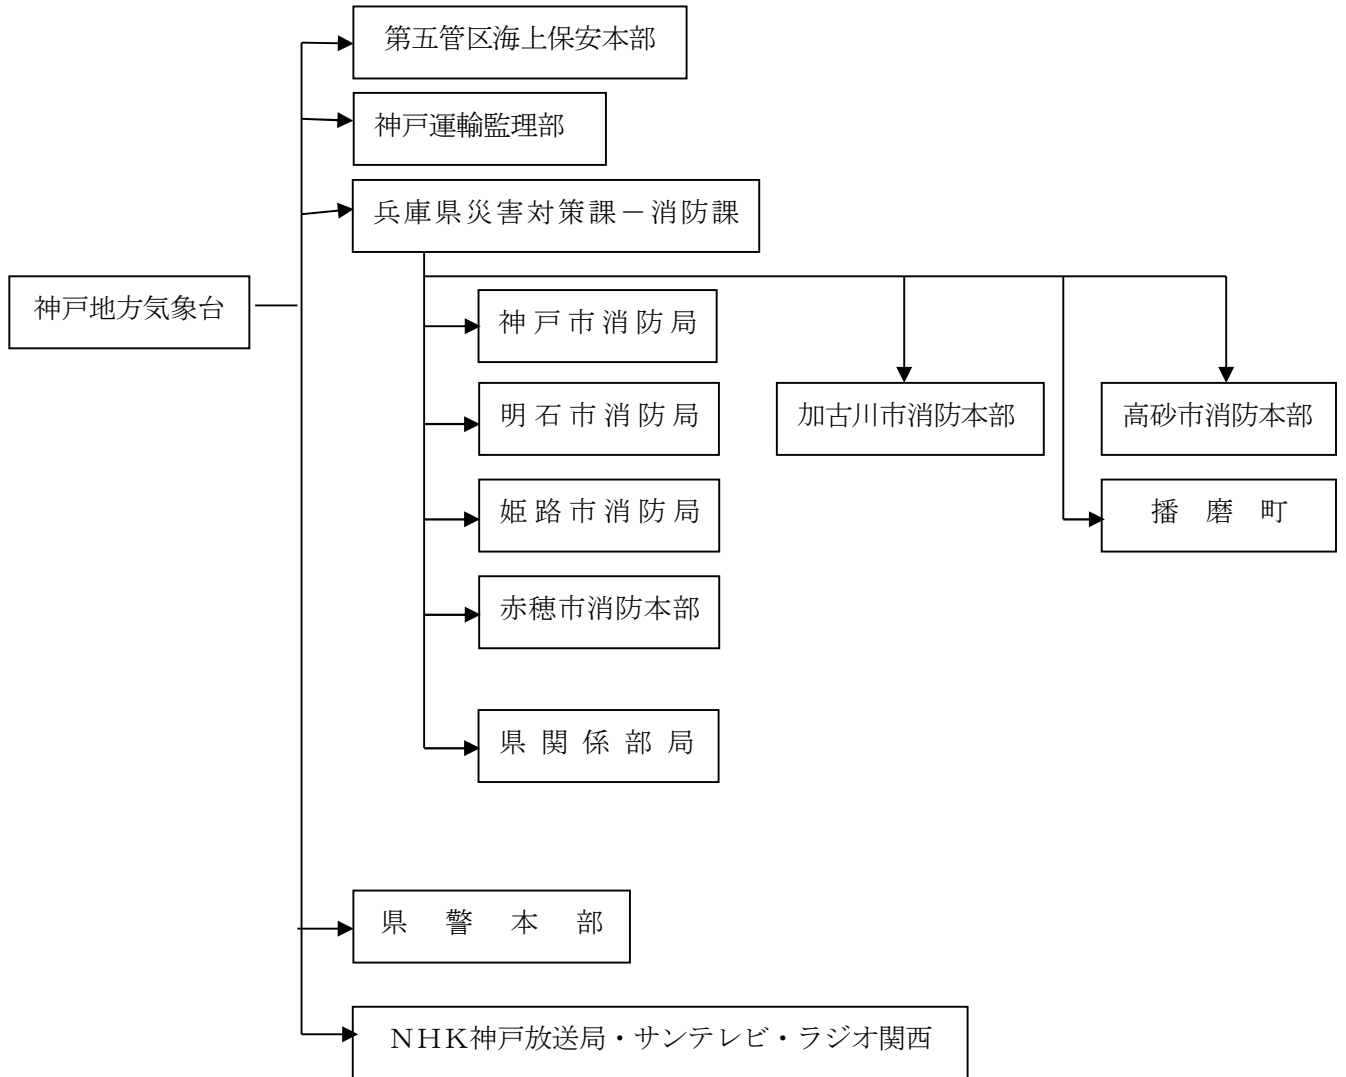 第五管区海上保安本部
神戸運輸監理部
兵庫県災害対策課－消防課
神戸地方気象台
神戸市消防局
明石市消防局
加古川市消防本部
高砂市消防本部
姫路市消防局
播磨町
赤穂市消防本部
県関係部局
県警本部
ＮＨＫ神戸放送局・サンテレビ・ラジオ関西